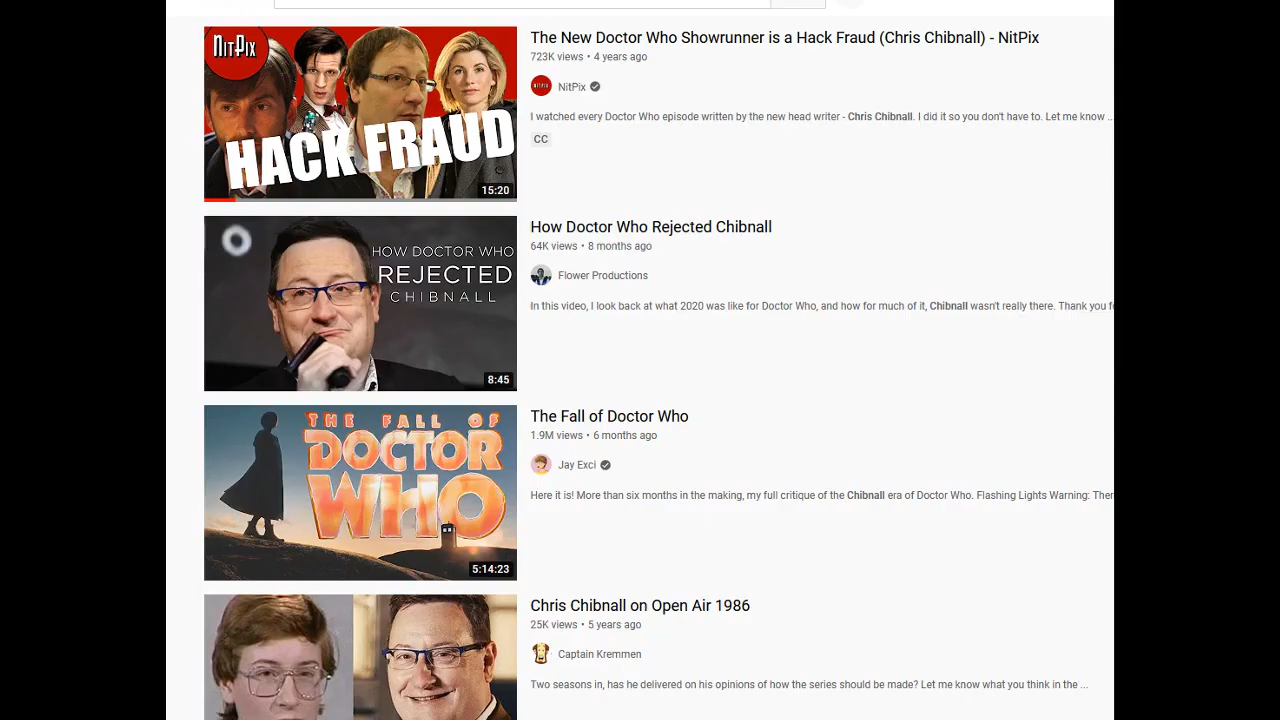 NITPIX
HACK FRAUD
15:20
The New Doctor Who Showrunner is a Hack Fraud (Chris Chibnall) - NitPix
723K views • 4 years ago
NITPIX
NitPix
I watched every Doctor Who episode written by the new head writer - Chris Chibnall. I did it so you don't have to. Let me know ...
CC
HOW DOCTOR WHO
REJECTED
CHIBNALL
8:45
How Doctor Who Rejected Chibnall
64K views • 8 months ago
Flower Productions
In this video, I look back at what 2020 was like for Doctor Who, and how for much of it, Chibnall wasn't really there. Thank you
THE FALL OF
DOCTOR
WHO
5:14:23
The Fall of Doctor Who
1.9M views • 6 months ago
Jay Exci
Here it is! More than six months in the making, my full critique of the Chibnall era of Doctor Who. Flashing Lights Warning:
Chris Chibnall on Open Air 1986
25K views • 5 years ago
Captain Kremmen
Two seasons in, has he delivered on his opinions of how the series should be made? Let me know what you think in the ...